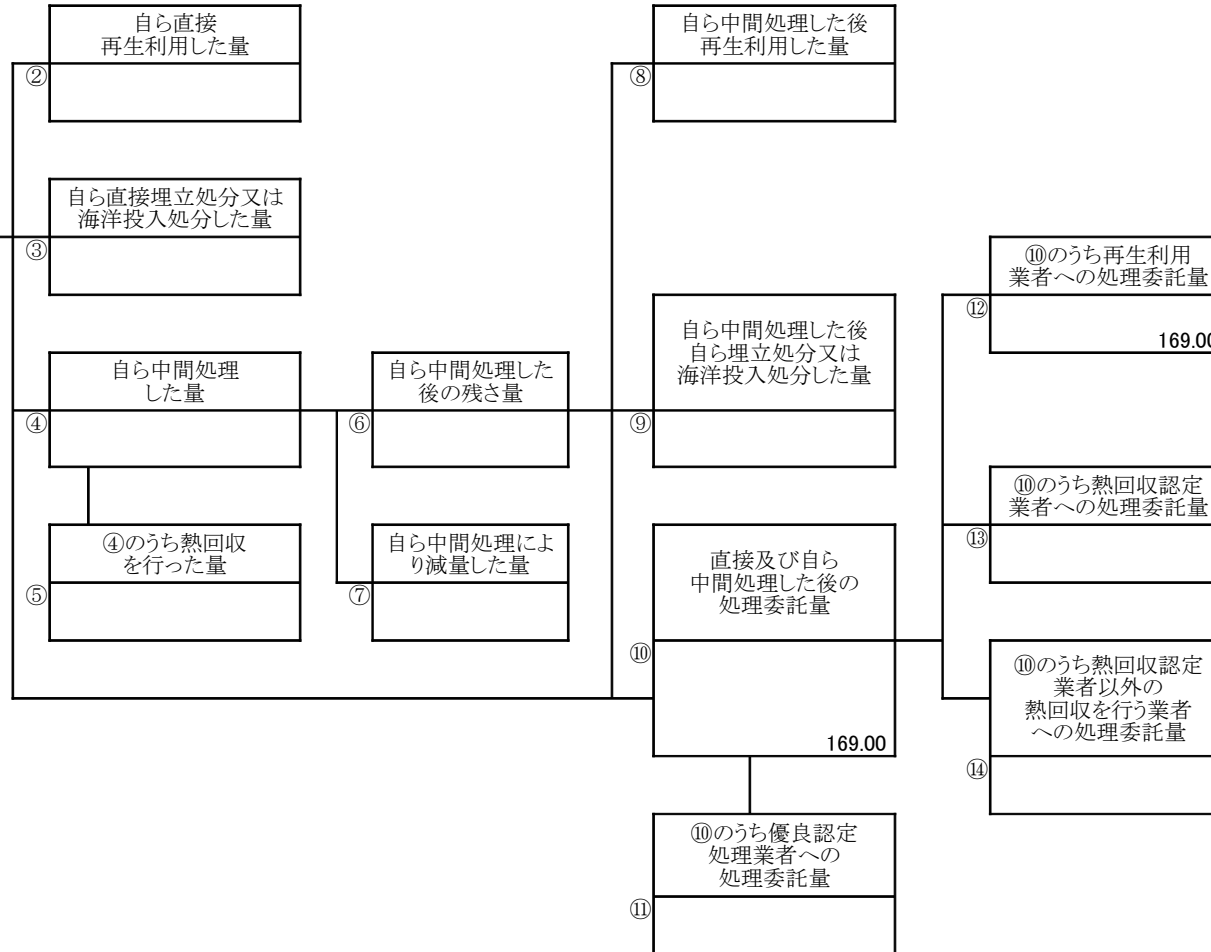 自ら直接
再生利用した量
②
自ら中間処理した後
再生利用した量
⑧
自ら直接埋立処分又は
海洋投入処分した量
③
⑩のうち再生利用
業者への処理委託量
⑫
169.00
自ら中間処理
した量
④
自ら中間処理した
後の残さ量
⑥
自ら中間処理した後
自ら埋立処分又は
海洋投入処分した量
⑨
⑩のうち熱回収認定
業者への処理委託量
⑬
④のうち熱回収
を行った量
⑤
自ら中間処理によ
り減量した量
⑦
直接及び自ら
中間処理した後の
処理委託量
⑩
169.00
⑩のうち熱回収認定
業者以外の
熱回収を行う業者
への処理委託量
⑭
⑩のうち優良認定
処理業者への
処理委託量
⑪